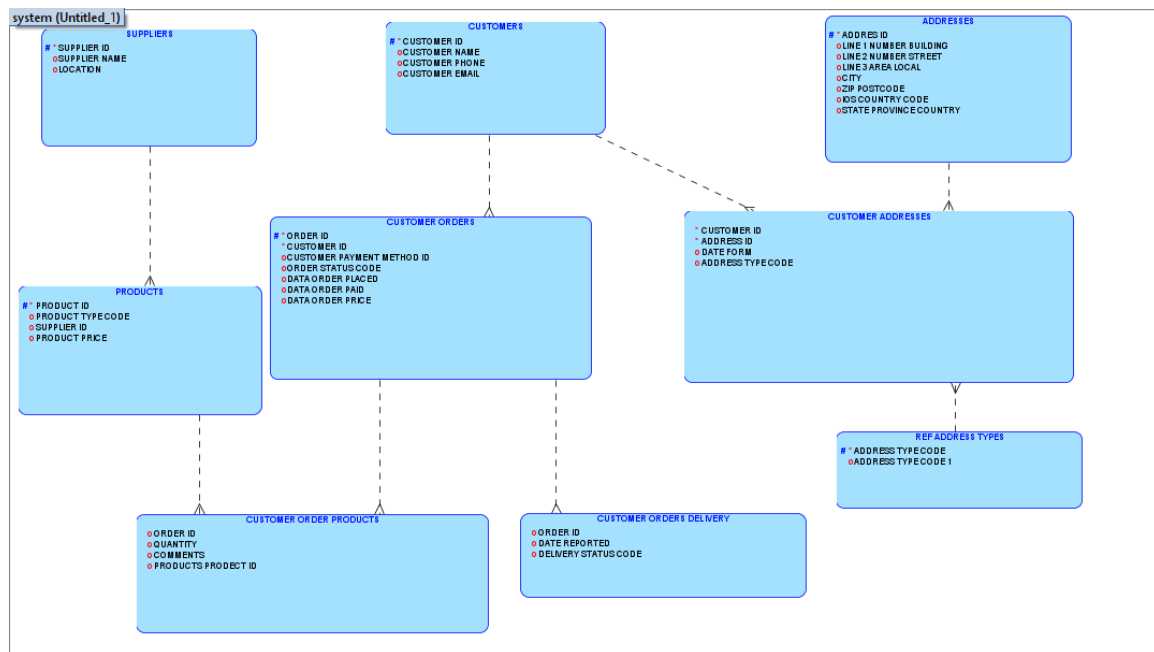 system (Untitled_1)
SUPPLIERS
# * SUPPLIER ID
o SUPPLIER NAME
o LOCATION
CUSTOMERS
# * CUSTOMER ID
o CUSTOMER NAME
o CUSTOMER PHONE
o CUSTOMER EMAIL
ADDRESSES
# * ADDRES ID
o LINE 1 NUMBER BUILDING
o LINE 2 NUMBER STREET
o LINE 3 AREA LOCAL
o CITY
o ZIP POSTCODE
o IOS COUNTRY CODE
o STATE PROVINCE COUNTRY
CUSTOMER ORDERS
# * ORDER ID
* CUSTOMER ID
o CUSTOMER PAYMENT METHOD ID
o ORDER STATUS CODE
o DATA ORDER PLACED
o DATA ORDER PAID
o DATA ORDER PRICE
CUSTOMER ADDRESSES
* CUSTOMER ID
* ADDRESS ID
o DATE FORM
o ADDRESS TYPE CODE
PRODUCTS
# * PRODUCT ID
o PRODUCT TYPE CODE
o SUPPLIER ID
o PRODUCT PRICE
REF ADDRESS TYPES
# * ADDRESS TYPE CODE
o ADDRESS TYPE CODE 1
CUSTOMER ORDER PRODUCTS
o ORDER ID
o QUANTITY
o COMMENTS
o PRODUCTS PRODECT ID
CUSTOMER ORDERS DELIVERY
o ORDER ID
o DATE REPORTED
o DELIVERY STATUS CODE